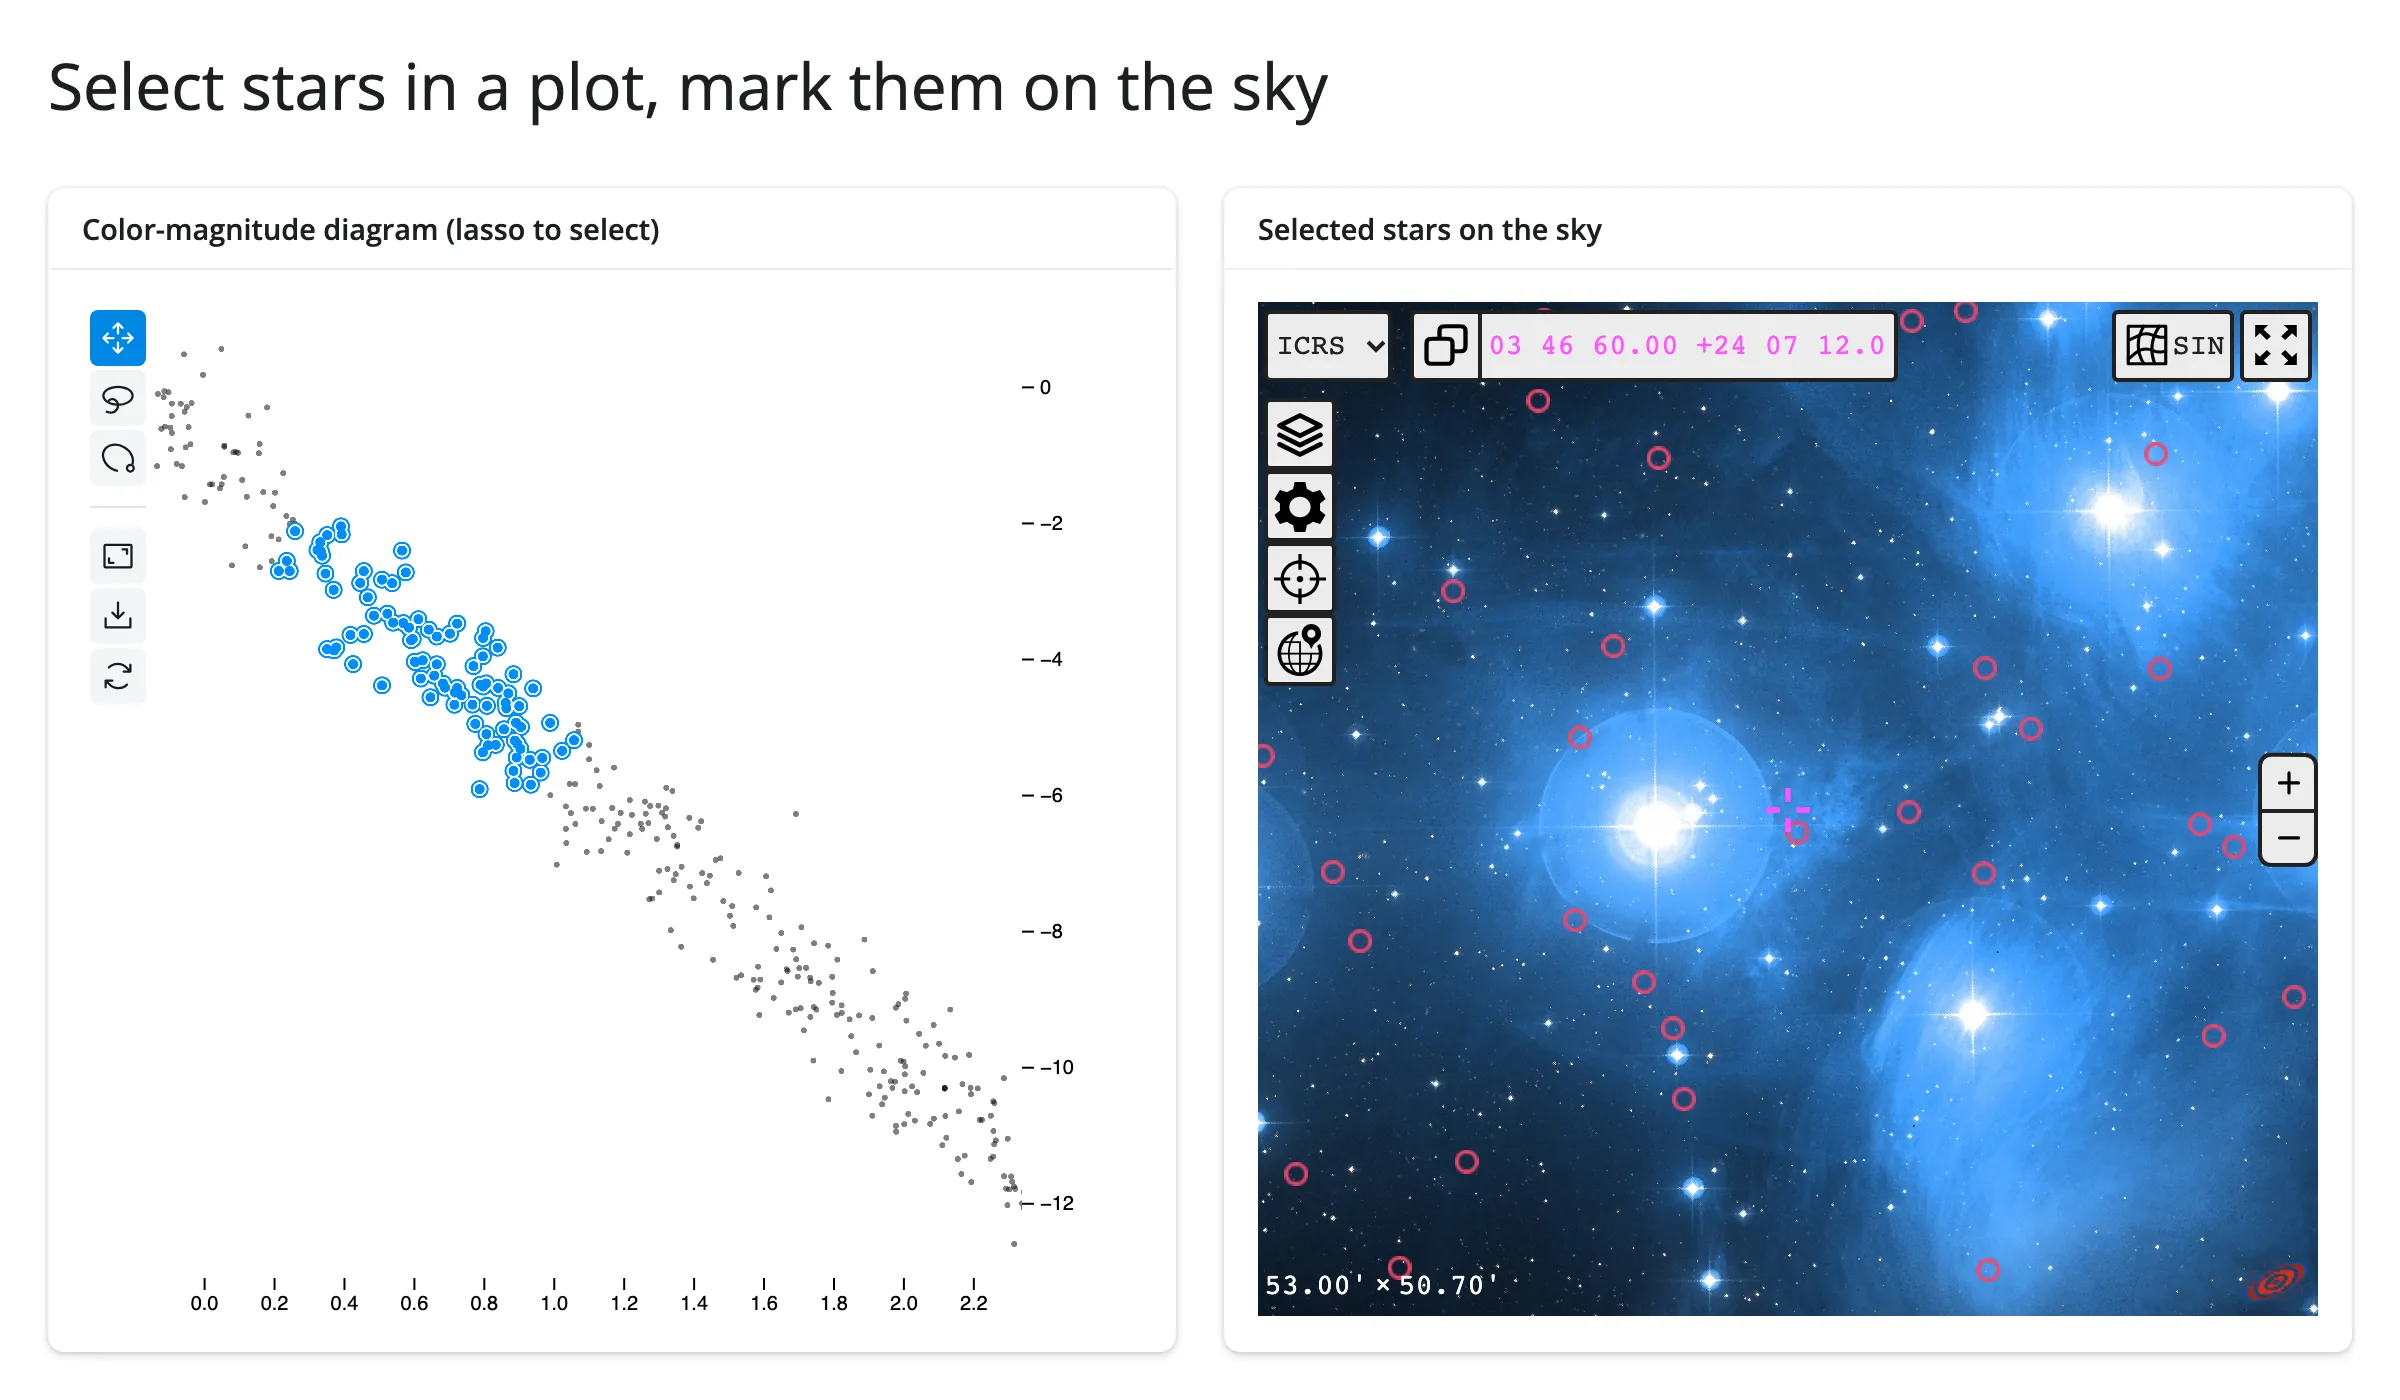 Select stars in a plot, mark them on the sky
Color-magnitude diagram (lasso to select)
0
−2
−4
−6
−8
−10
−12
0.0 0.2 0.4 0.6 0.8 1.0 1.2 1.4 1.6 1.8 2.0 2.2
Selected stars on the sky
ICRS 03 46 60.00 +24 07 12.0 SIN
+
−
53.00' × 50.70'